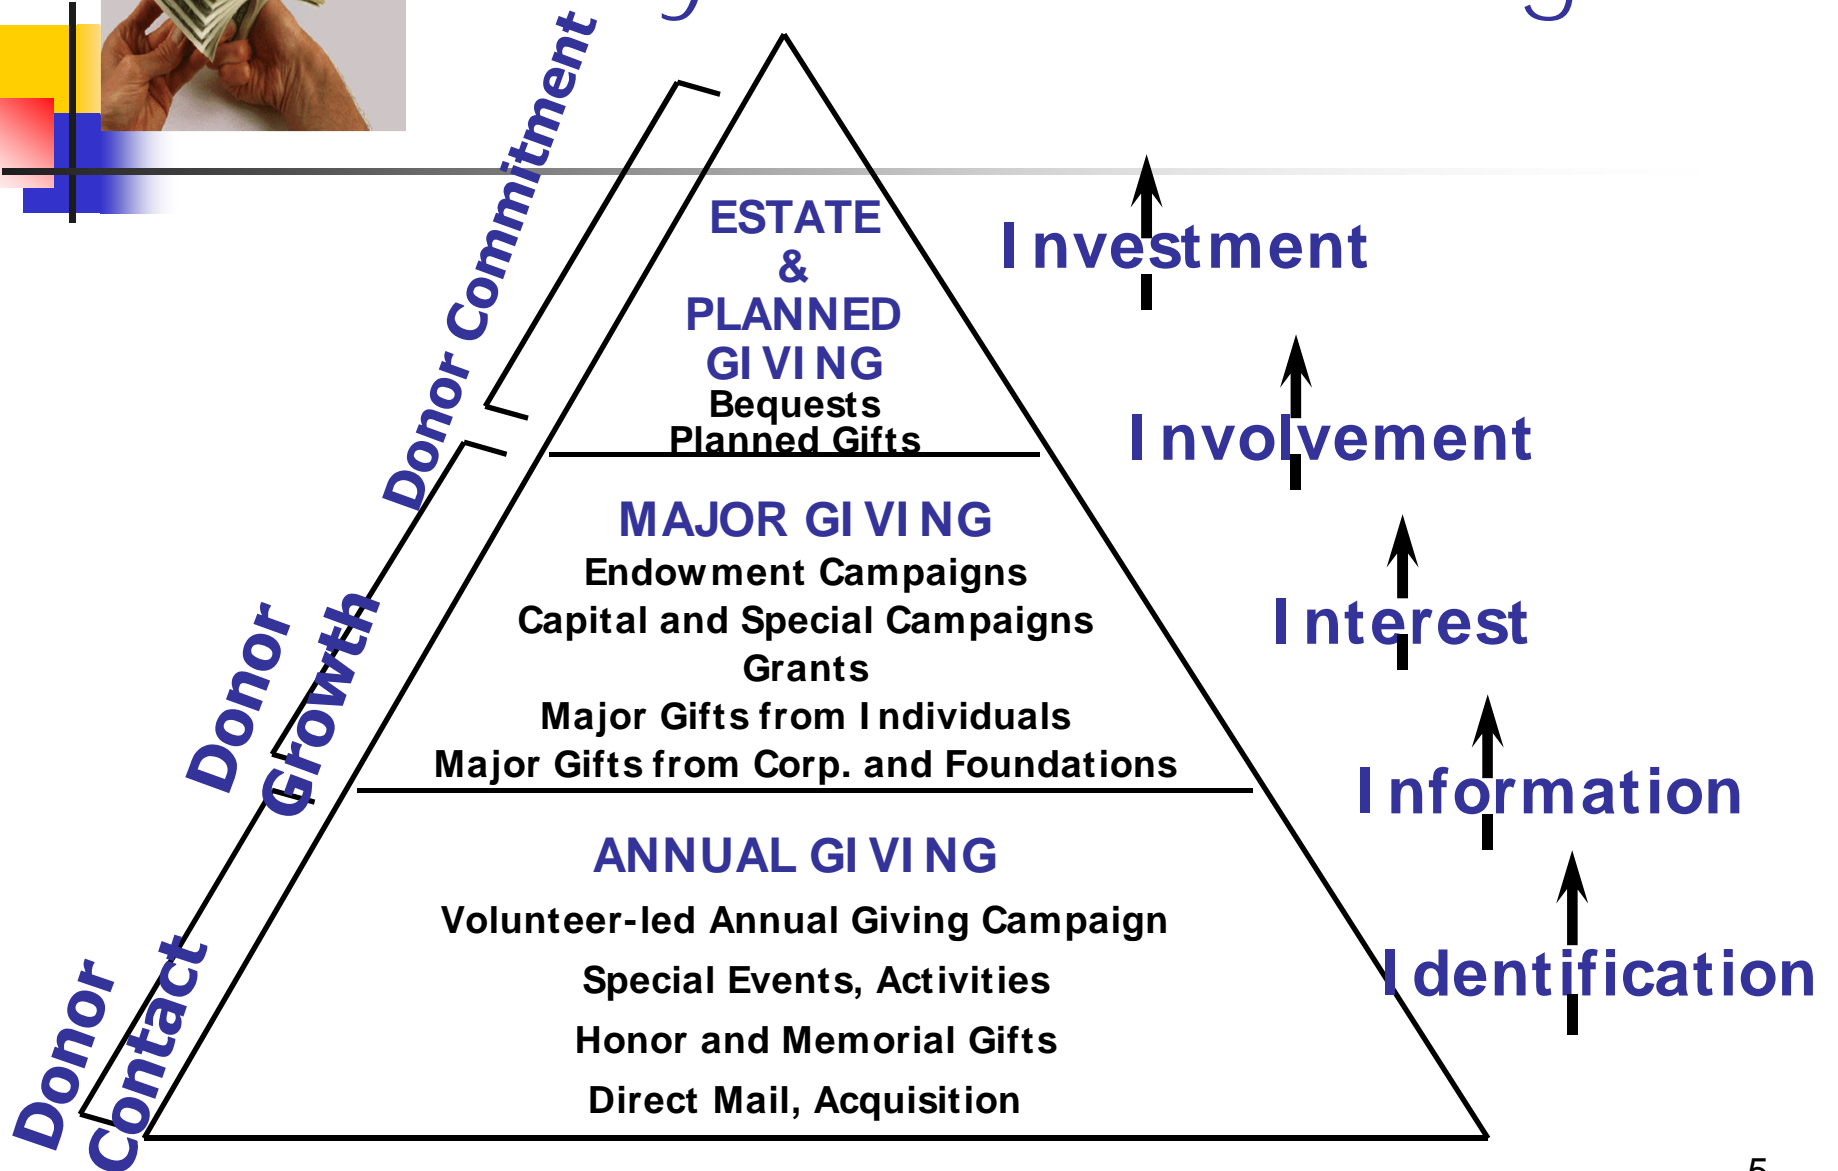 Donor Commitment
ESTATE
&
PLANNED
GIVING
Bequests
Planned Gifts
Investment
Involvement
Donor
Growth
MAJOR GIVING
Endowment Campaigns
Capital and Special Campaigns
Grants
Major Gifts from Individuals
Major Gifts from Corp. and Foundations
Interest
Information
Donor
Contact
ANNUAL GIVING
Volunteer-led Annual Giving Campaign
Special Events, Activities
Honor and Memorial Gifts
Direct Mail, Acquisition
Identification
5